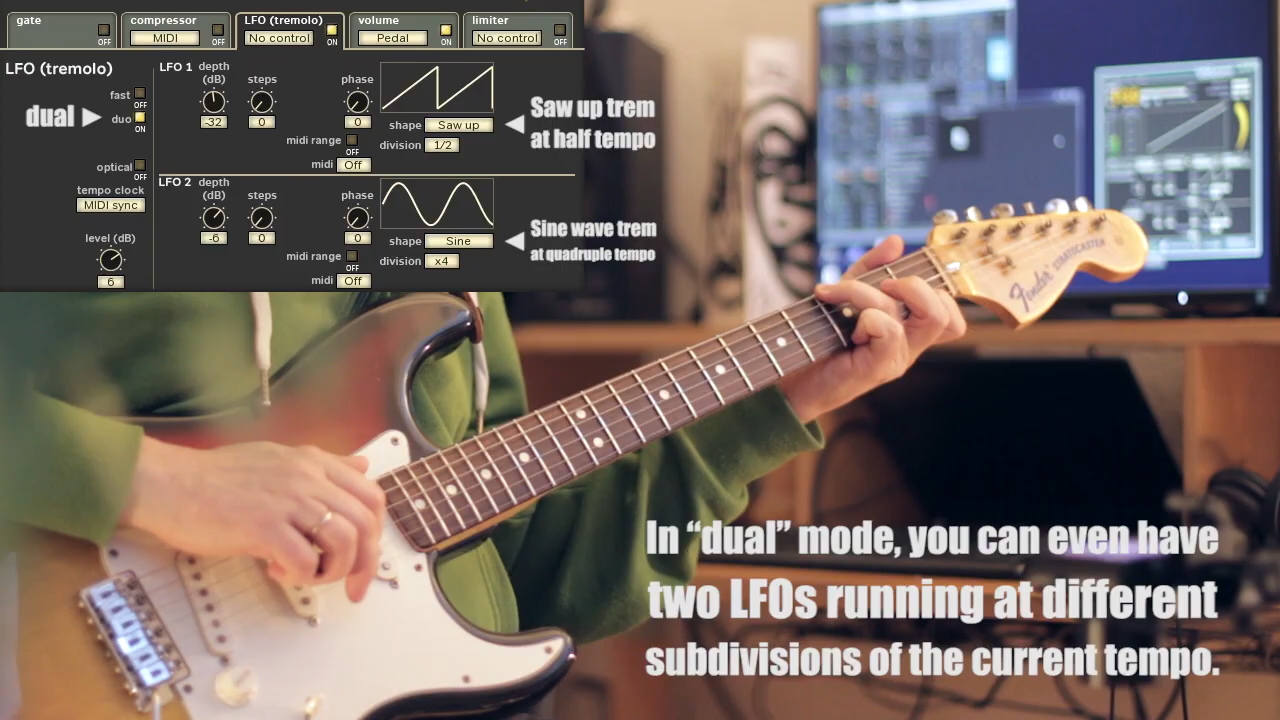 gate
OFF
compressor
MIDI
OFF
LFO (tremolo)
No control
ON
volume
Pedal
ON
limiter
No control
OFF
LFO (tremolo)
fast
OFF
dual
duo
ON
optical
OFF
tempo clock
MIDI sync
level (dB)
6
LFO 1
depth
(dB)
-32
steps
0
phase
0
midi range
OFF
midi Off
shape Saw up
division 1/2
Saw up trem
at half tempo
LFO 2
depth
(dB)
-6
steps
0
phase
0
midi range
OFF
midi Off
shape Sine
division x4
Sine wave trem
at quadruple tempo
Fender STRATOCASTER
In “dual” mode, you can even have
two LFOs running at different
subdivisions of the current tempo.